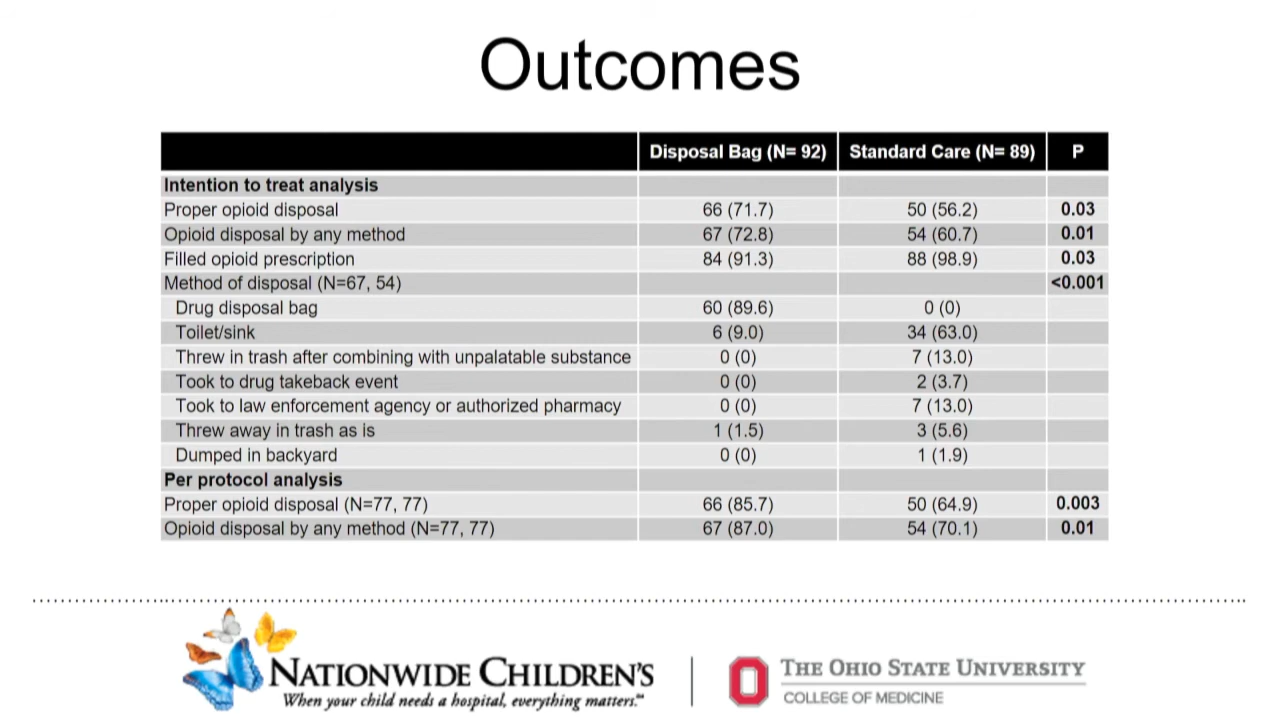 Outcomes
Disposal Bag (N= 92) Standard Care (N= 89) P
Intention to treat analysis
Proper opioid disposal 66 (71.7) 50 (56.2) 0.03
Opioid disposal by any method 67 (72.8) 54 (60.7) 0.01
Filled opioid prescription 84 (91.3) 88 (98.9) 0.03
Method of disposal (N=67, 54) <0.001
Drug disposal bag 60 (89.6) 0 (0)
Toilet/sink 6 (9.0) 34 (63.0)
Threw in trash after combining with unpalatable substance 0 (0) 7 (13.0)
Took to drug takeback event 0 (0) 2 (3.7)
Took to law enforcement agency or authorized pharmacy 0 (0) 7 (13.0)
Threw away in trash as is 1 (1.5) 3 (5.6)
Dumped in backyard 0 (0) 1 (1.9)
Per protocol analysis
Proper opioid disposal (N=77, 77) 66 (85.7) 50 (64.9) 0.003
Opioid disposal by any method (N=77, 77) 67 (87.0) 54 (70.1) 0.01
NATIONWIDE CHILDREN'S
When your child needs a hospital, everything matters.℠
THE OHIO STATE UNIVERSITY
COLLEGE OF MEDICINE